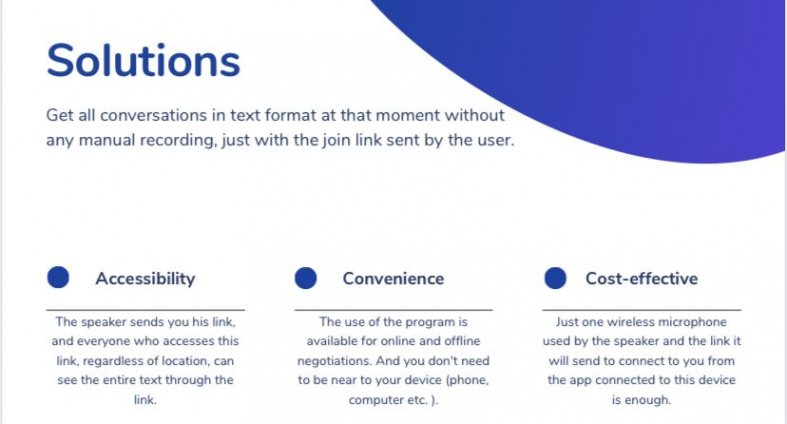 Solutions
Get all conversations in text format at that moment without
any manual recording, just with the join link sent by the user.
Accessibility
The speaker sends you his link,
and everyone who accesses this
link, regardless of location, can
see the entire text through the
link.
Convenience
The use of the program is
available for online and offline
negotiations. And you don't need
to be near to your device (phone,
computer etc. ).
Cost-effective
Just one wireless microphone
used by the speaker and the link it
will send to connect to you from
the app connected to this device
is enough.